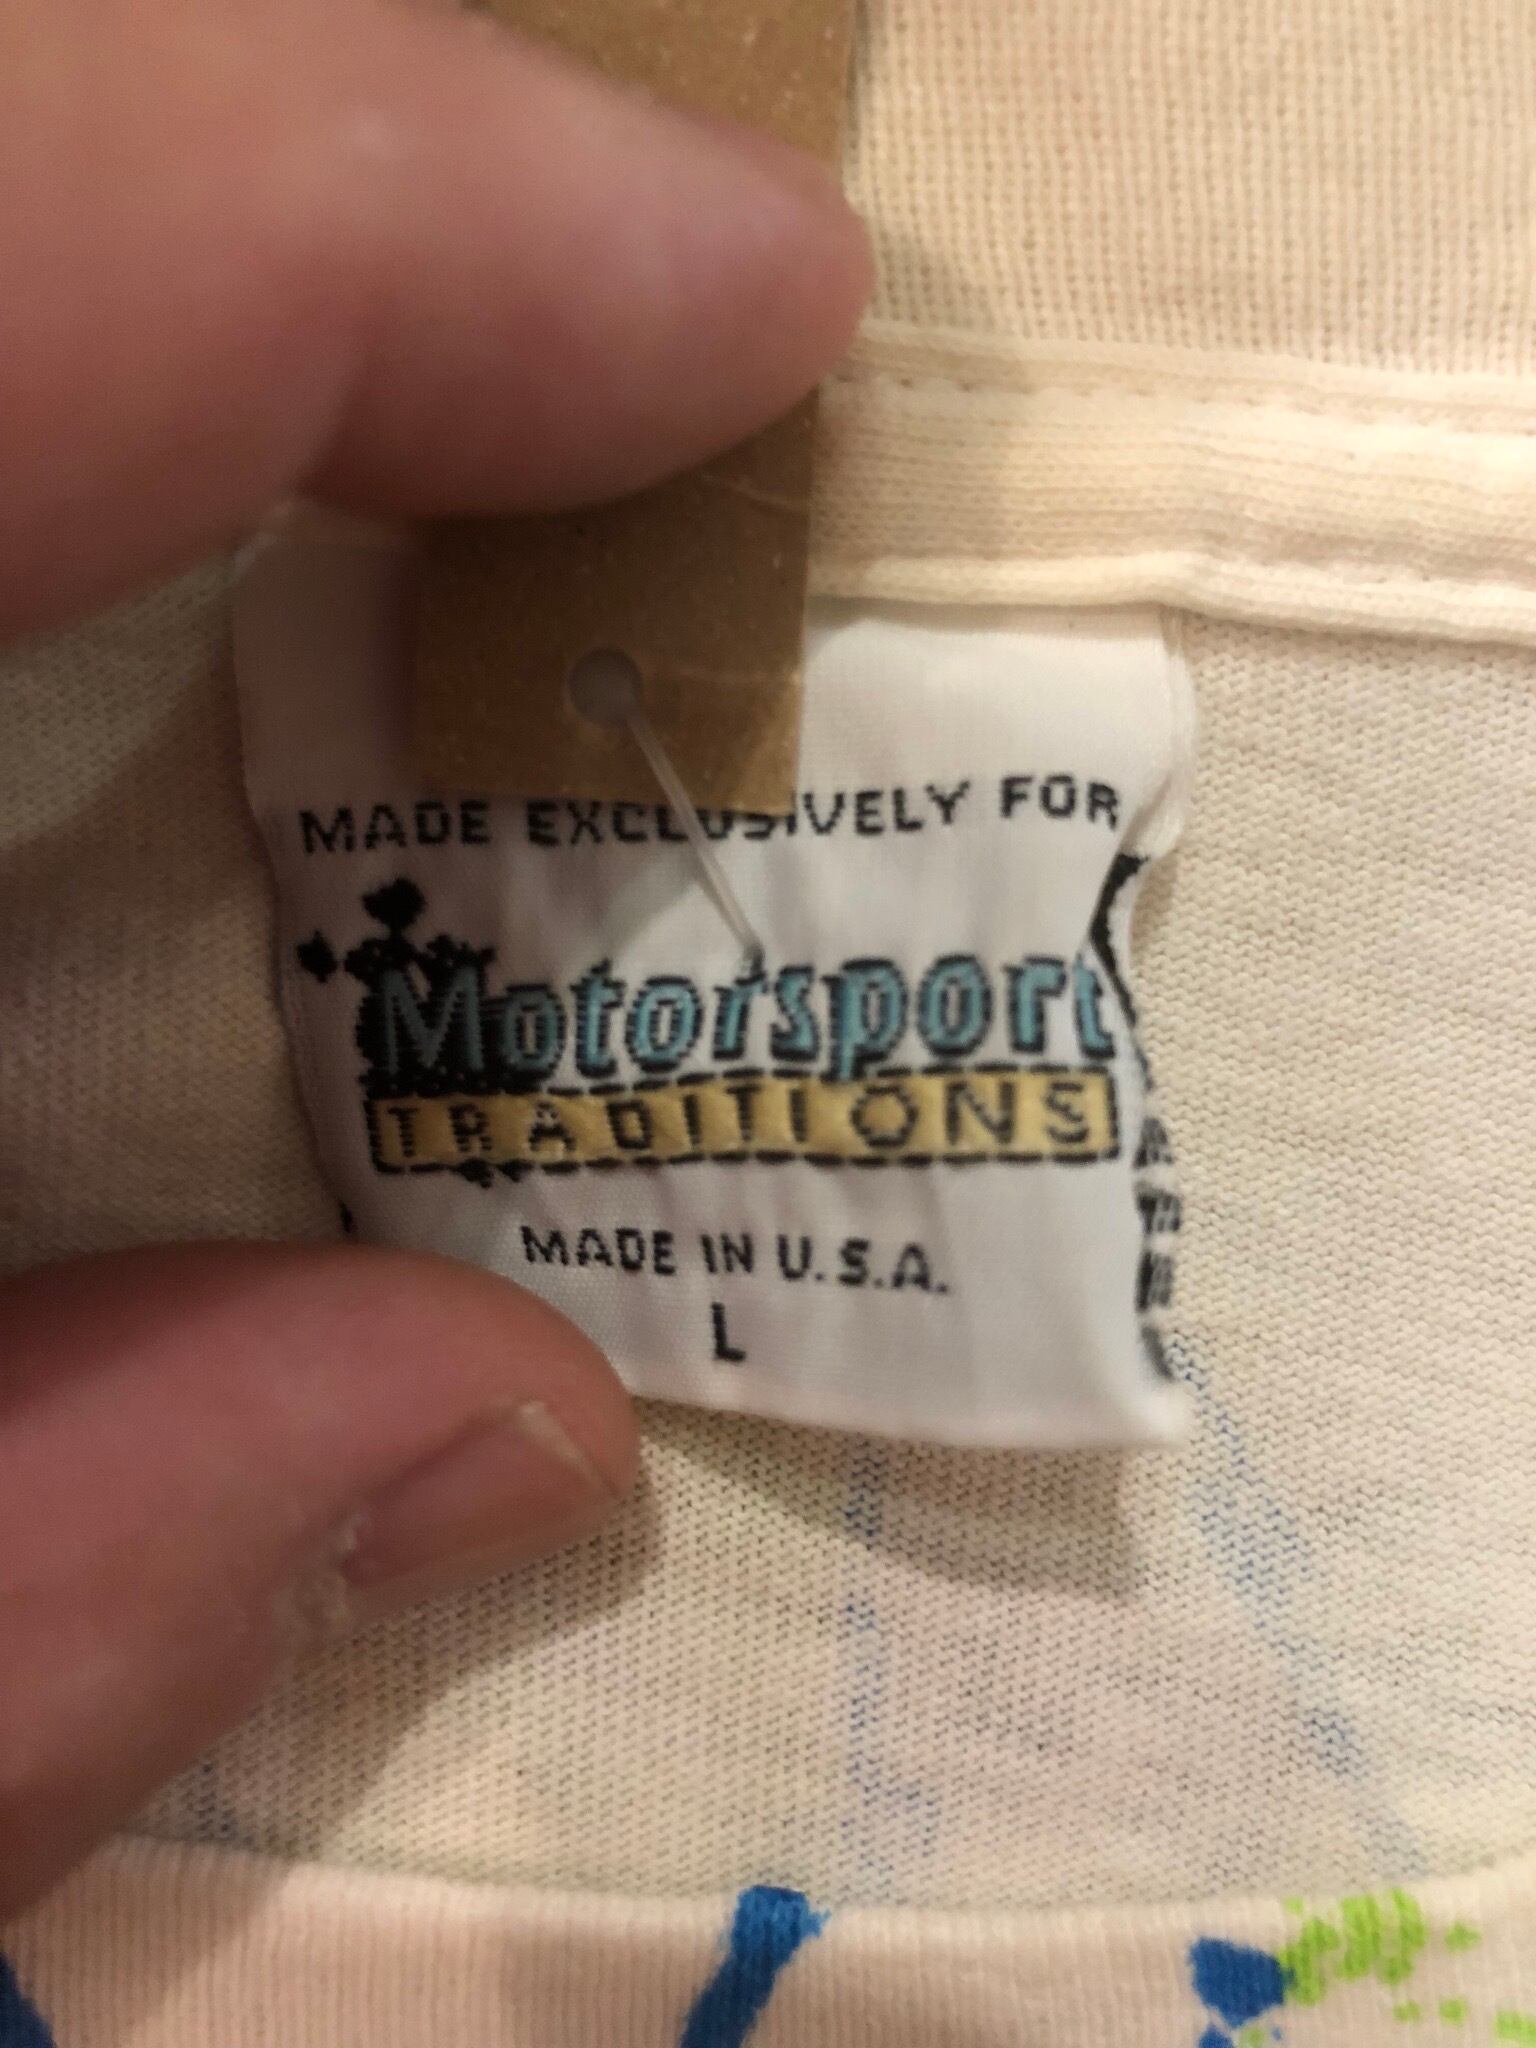 MADE EXCLUSIVELY FOR
Motorsport
TRADITIONS
MADE IN U.S.A.
L